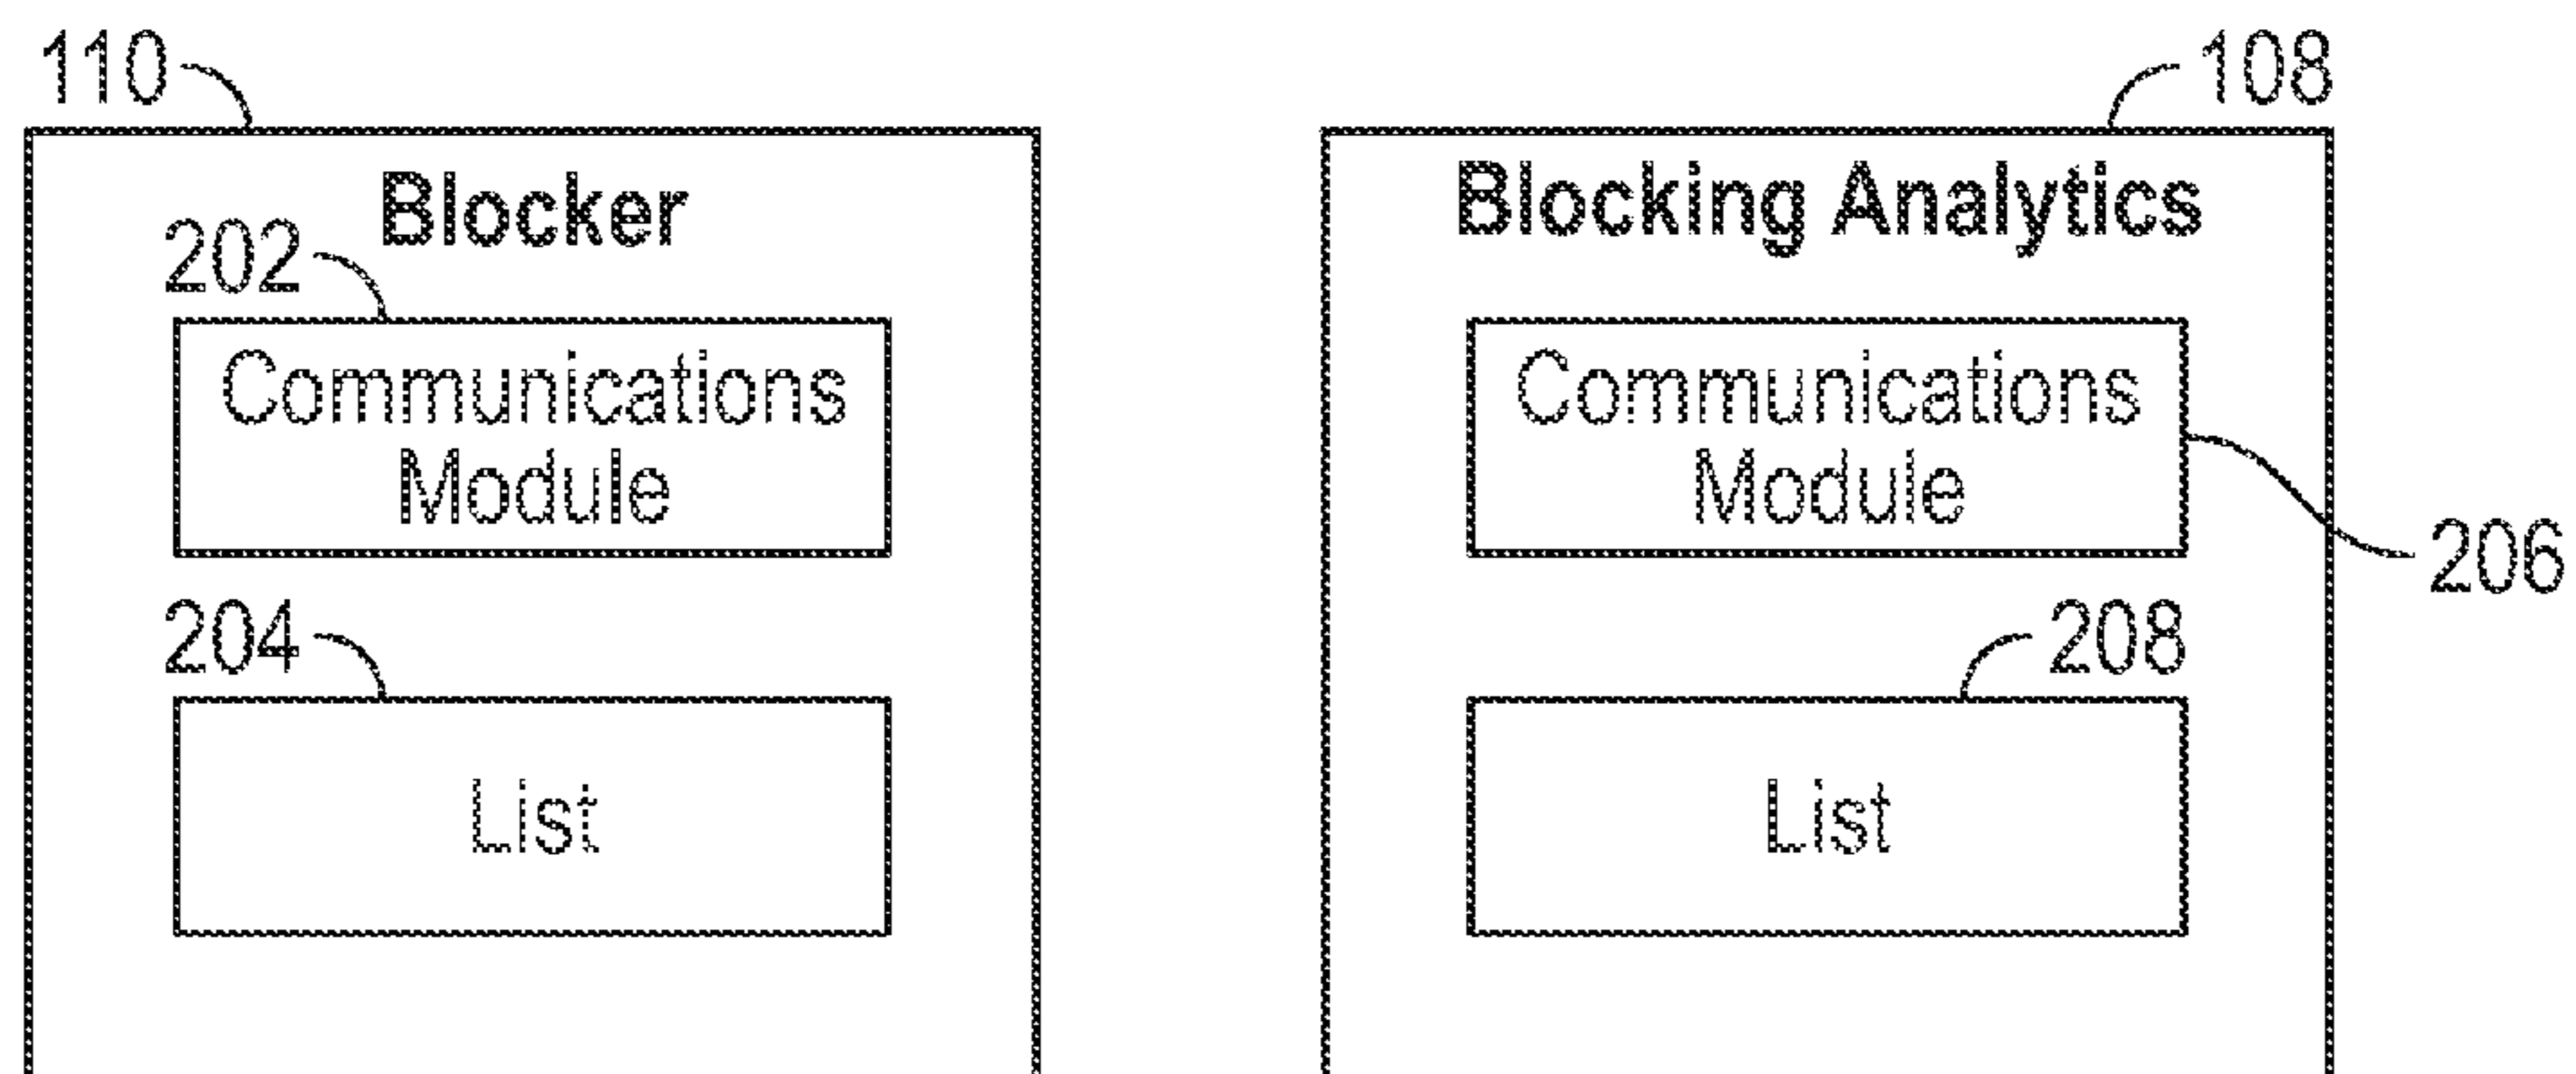 110
Blocker
202
Communications
Module
204
List
108
Blocking Analytics
Communications
Module
206
208
List